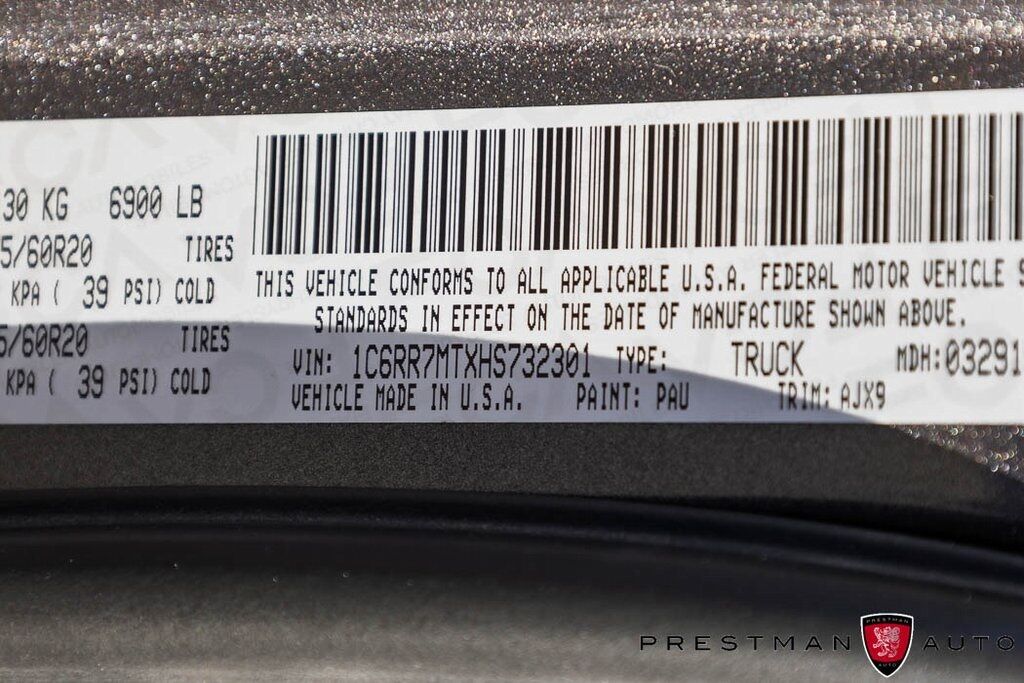 30 KG 6900 LB
5/60R20 TIRES
KPA ( 39 PSI) COLD
5/60R20 TIRES
KPA ( 39 PSI) COLD
THIS VEHICLE CONFORMS TO ALL APPLICABLE U.S.A. FEDERAL MOTOR VEHICLE S
STANDARDS IN EFFECT ON THE DATE OF MANUFACTURE SHOWN ABOVE.
VIN: 1C6RR7MTXHS732301 TYPE: TRUCK MDH:03291
VEHICLE MADE IN U.S.A. PAINT: PAU TRIM: AJX9
PRESTMAN PRESTMAN AUTO